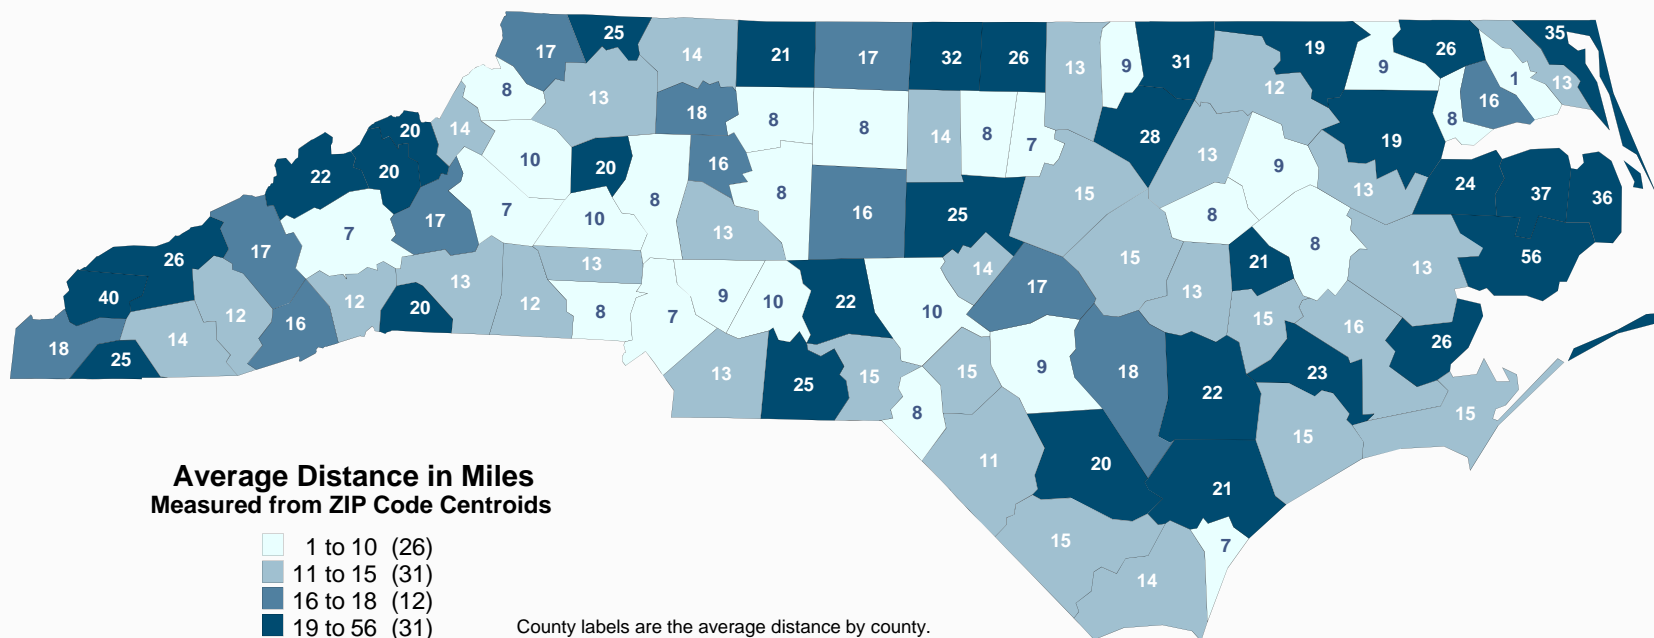 25 14 21 17 32 26 13 9 31 19 9 26 35
17 8 13 12 16 1 13
20 14 18 8 8 14 8 7 28 8 19
22 20 10 20 16 13 9
17 7 8 8 16 25 15 8 13 24 37 36
26 17 7 10 13 15 8 56
40 13 13 14 13 21 13
12 16 12 20 12 8 7 9 10 22 10 17 15 16 26
18 25 14 13 25 15 15 9 18 22 23 15
8 11 20 15
21
15 14 7
Average Distance in Miles
Measured from ZIP Code Centroids
1 to 10 (26)
11 to 15 (31)
16 to 18 (12)
19 to 56 (31)
County labels are the average distance by county.